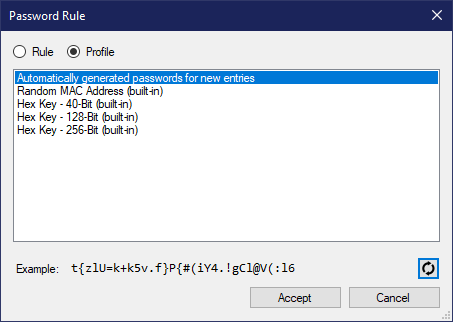 Password Rule
Rule Profile
Automatically generated passwords for new entries
Random MAC Address (built-in)
Hex Key - 40-Bit (built-in)
Hex Key - 128-Bit (built-in)
Hex Key - 256-Bit (built-in)
Example: t{zlU=k+k5v.f}P{#(iY4.!gCl@V(:l6
Accept Cancel